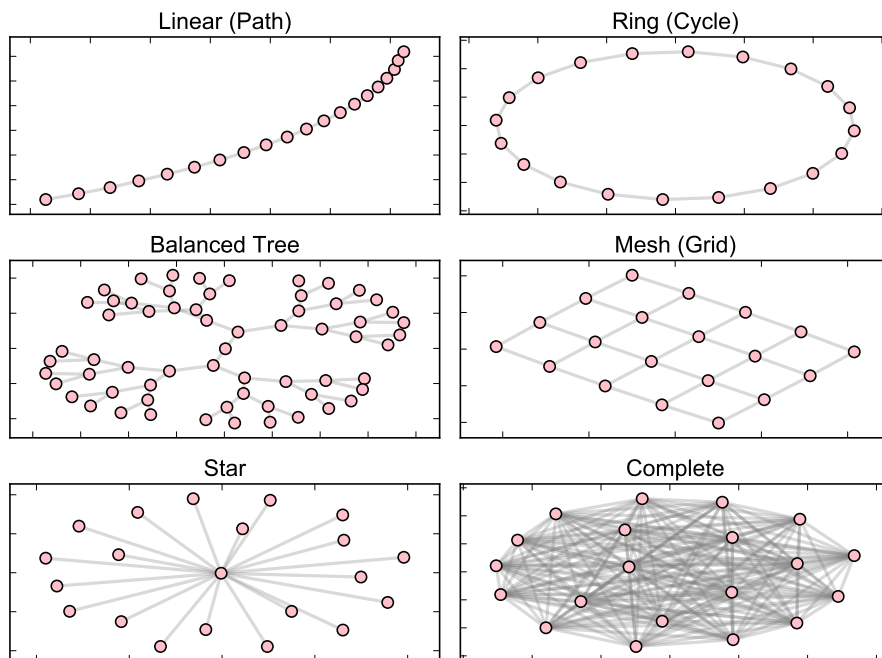 Linear (Path)
Ring (Cycle)
Balanced Tree
Mesh (Grid)
Star
Complete